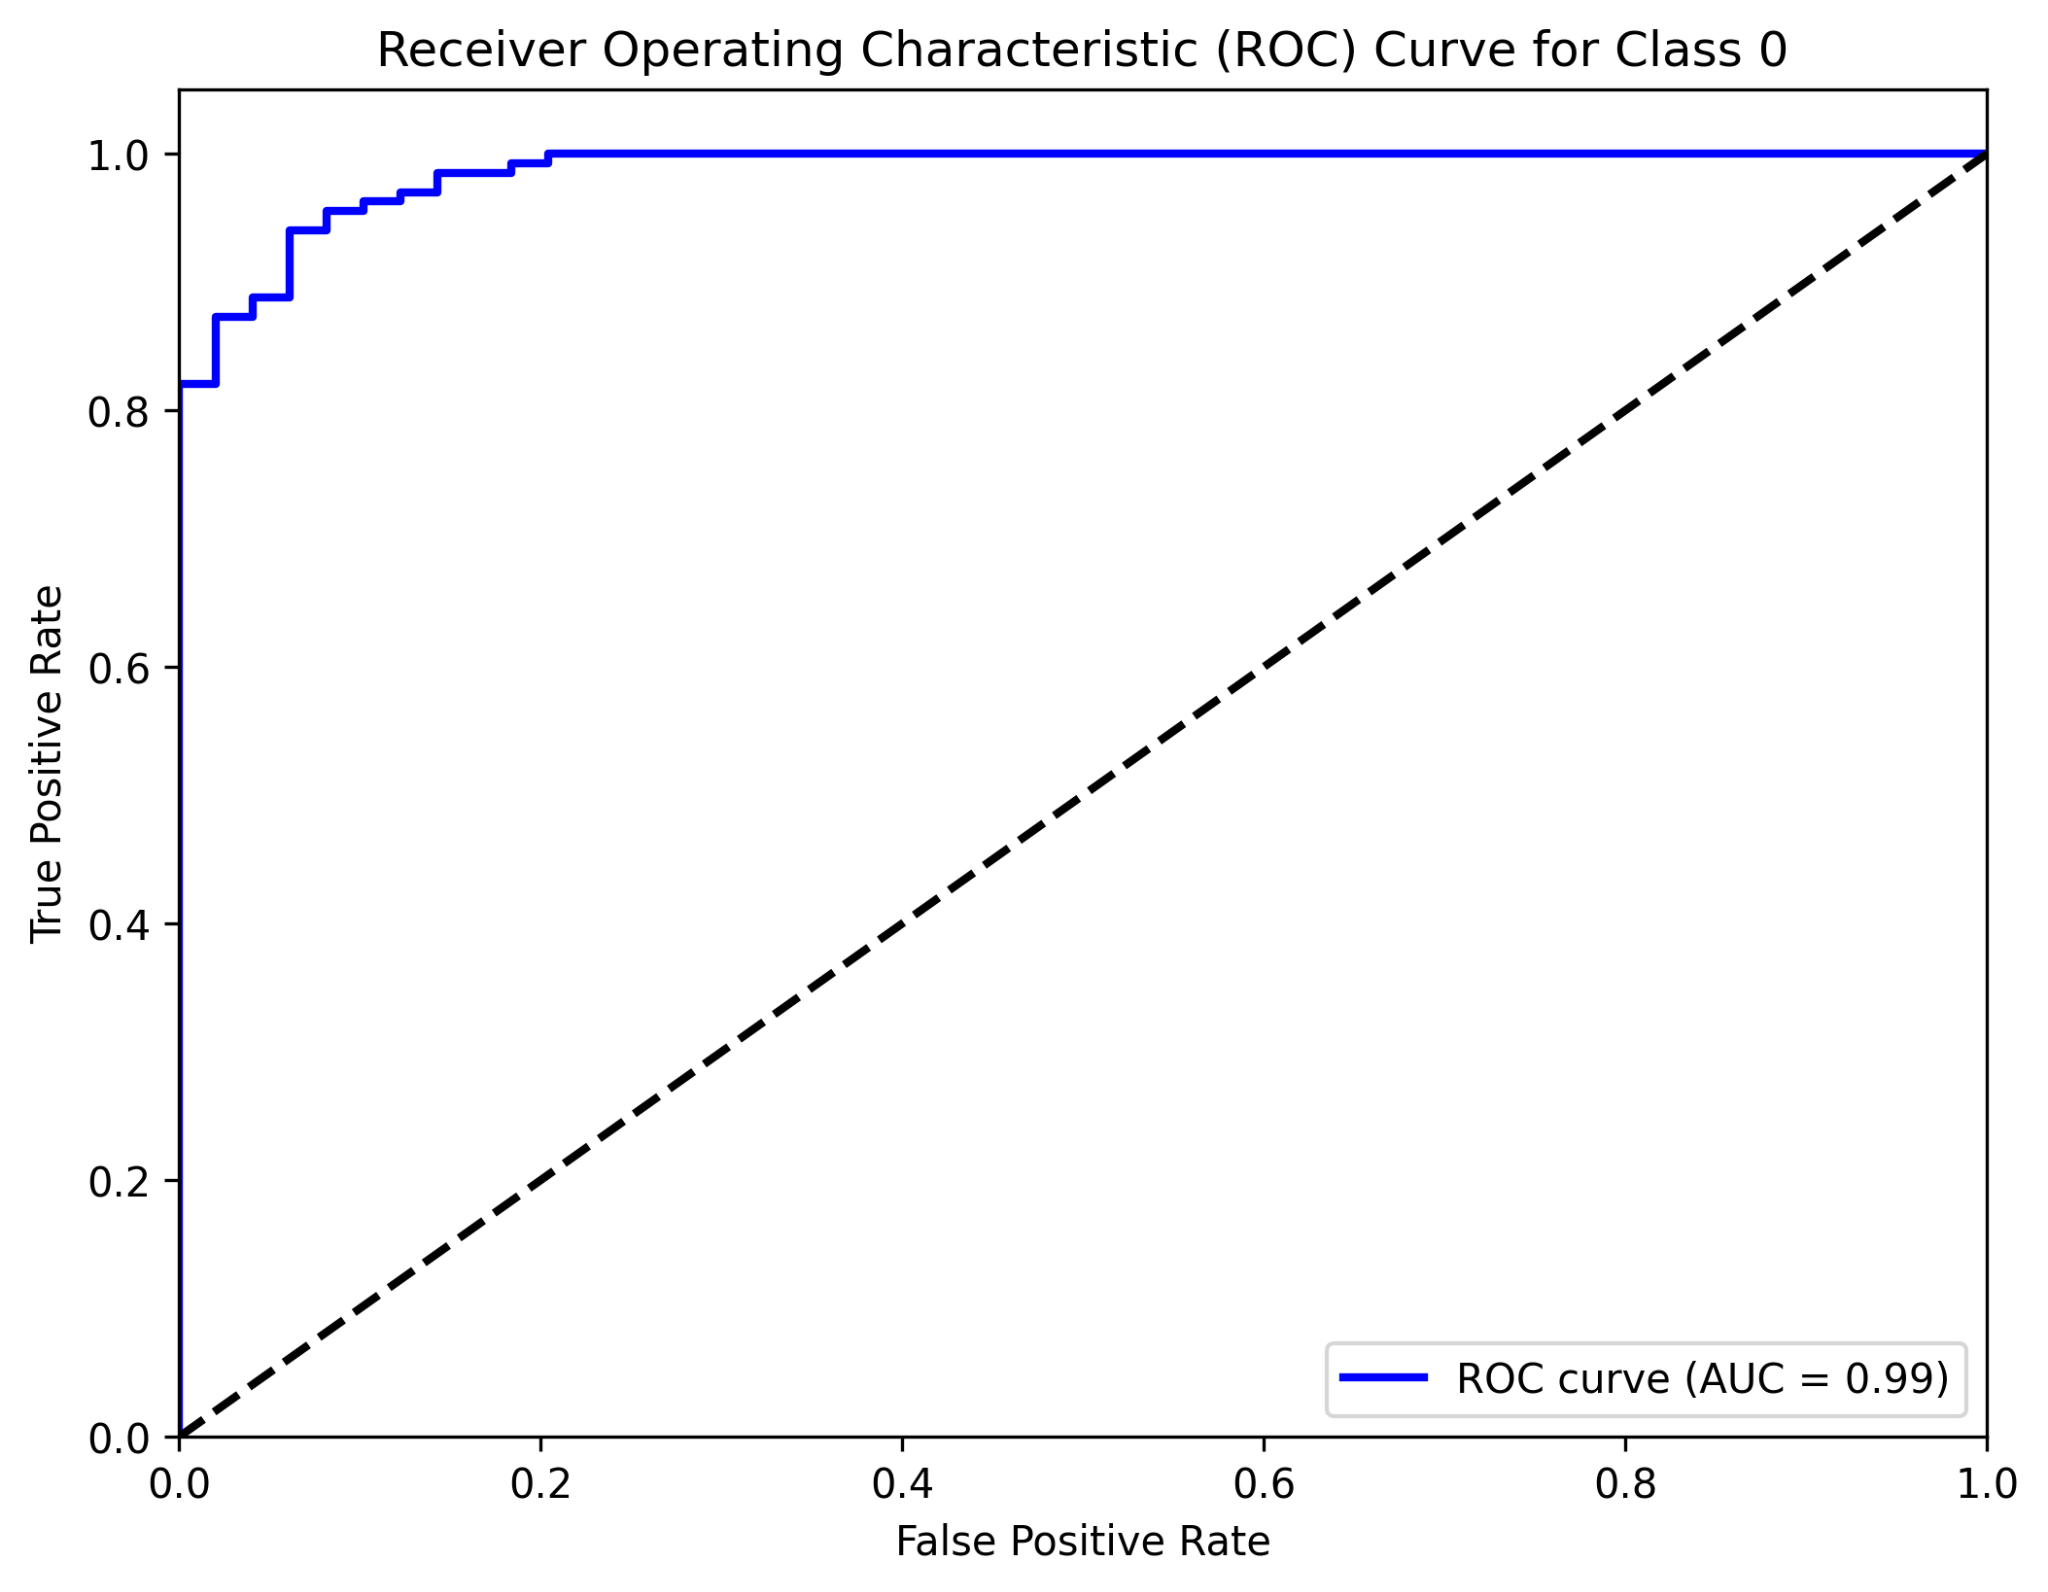 Receiver Operating Characteristic (ROC) Curve for Class 0
1.0
0.8
0.6
0.4
0.2
0.0
True Positive Rate
ROC curve (AUC = 0.99)
0.0 0.2 0.4 0.6 0.8 1.0
False Positive Rate